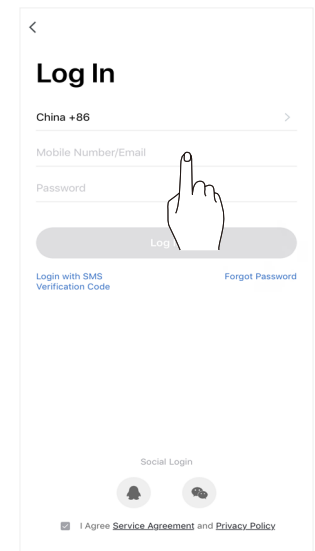 Log In
China +86
Mobile Number/Email
Password
Log
Login with SMS
Verification Code
Forgot Password
Social Login
I Agree Service Agreement and Privacy Policy